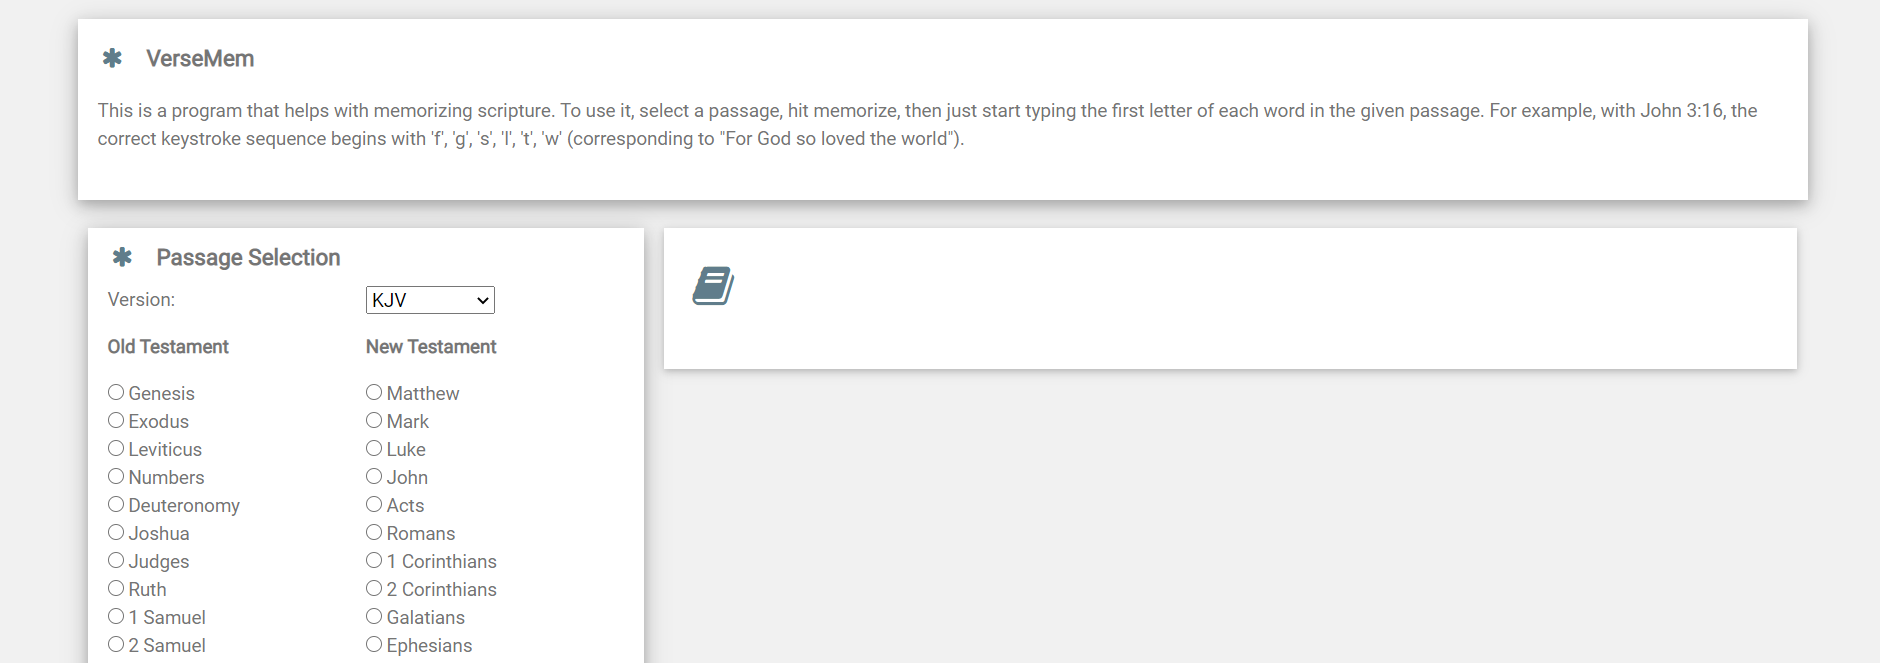 VerseMem
This is a program that helps with memorizing scripture. To use it, select a passage, hit memorize, then just start typing the first letter of each word in the given passage. For example, with John 3:16, the
correct keystroke sequence begins with 'f', 'g', 's', 'l', 't', 'w' (corresponding to "For God so loved the world").
Passage Selection
Version:
KJV
Old Testament
Genesis
Exodus
Leviticus
Numbers
Deuteronomy
Joshua
Judges
Ruth
1 Samuel
2 Samuel
New Testament
Matthew
Mark
Luke
John
Acts
Romans
1 Corinthians
2 Corinthians
Galatians
Ephesians